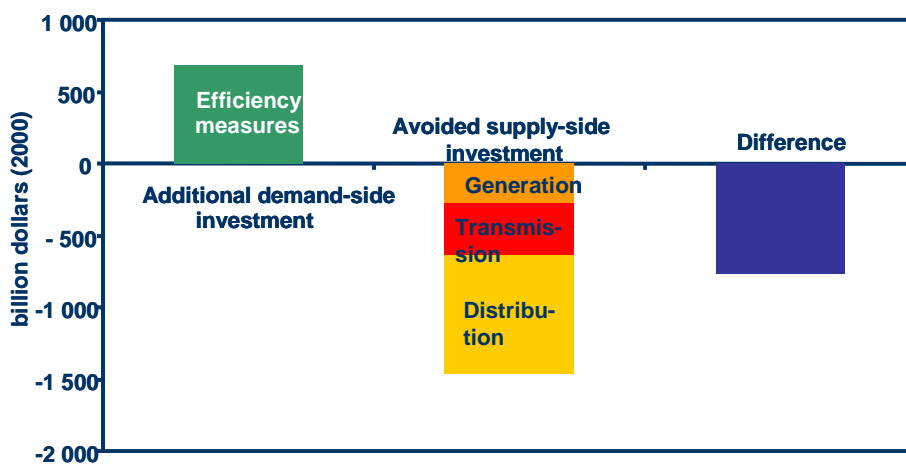 1 000
500
0
- 500
-1 000
-1 500
-2 000
billion dollars (2000)
Efficiency
measures
Additional demand-side
investment
Avoided supply-side
investment
Generation
Transmis-
sion
Distribu-
tion
Difference